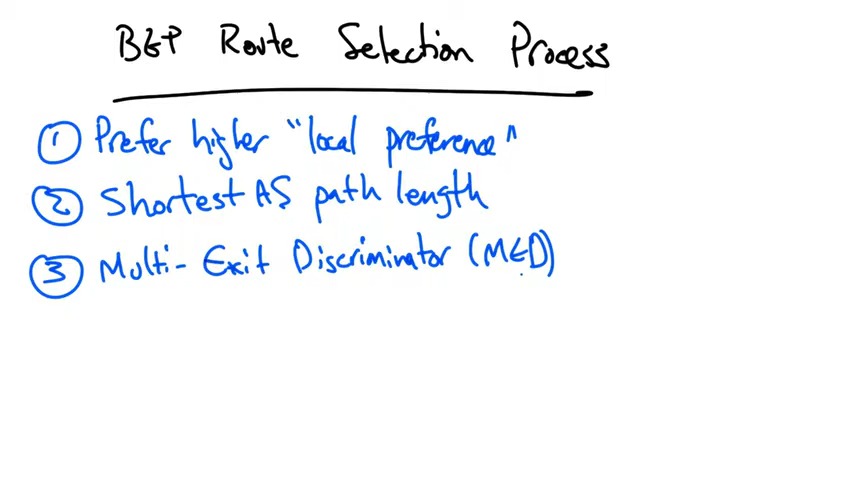 BGP Route Selection Process
1 Prefer higher "local preference"
2 Shortest AS path length
3 Multi-Exit Discriminator (MED)